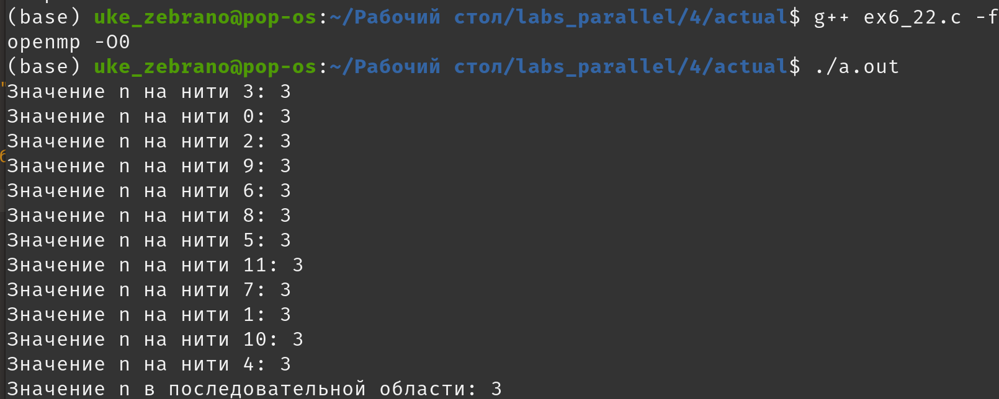 (base) uke_zebrano@pop-os:~/Рабочий стол/labs_parallel/4/actual$ g++ ex6_22.c -f
openmp -O0
(base) uke_zebrano@pop-os:~/Рабочий стол/labs_parallel/4/actual$ ./a.out
Значение n на нити 3: 3
Значение n на нити 0: 3
Значение n на нити 2: 3
Значение n на нити 9: 3
Значение n на нити 6: 3
Значение n на нити 8: 3
Значение n на нити 5: 3
Значение n на нити 11: 3
Значение n на нити 7: 3
Значение n на нити 1: 3
Значение n на нити 10: 3
Значение n на нити 4: 3
Значение n в последовательной области: 3